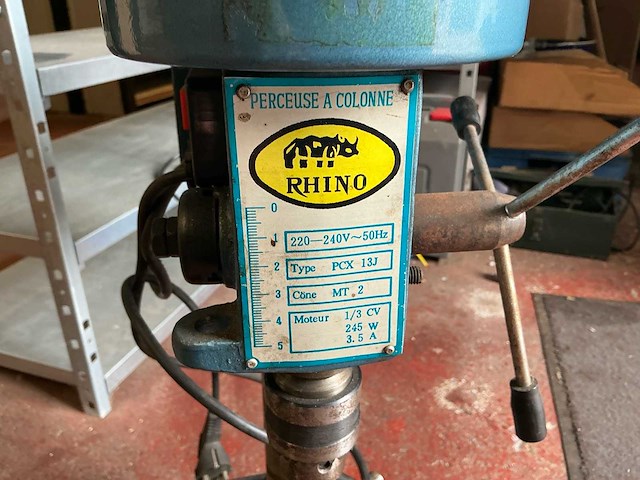 PERCEUSE A COLONNE
RHINO
0
1
2
3
4
5
220—240V~50Hz
Type PCX 13J
Cöne MT 2
Moteur 1/3 CV
245 W
3.5 A